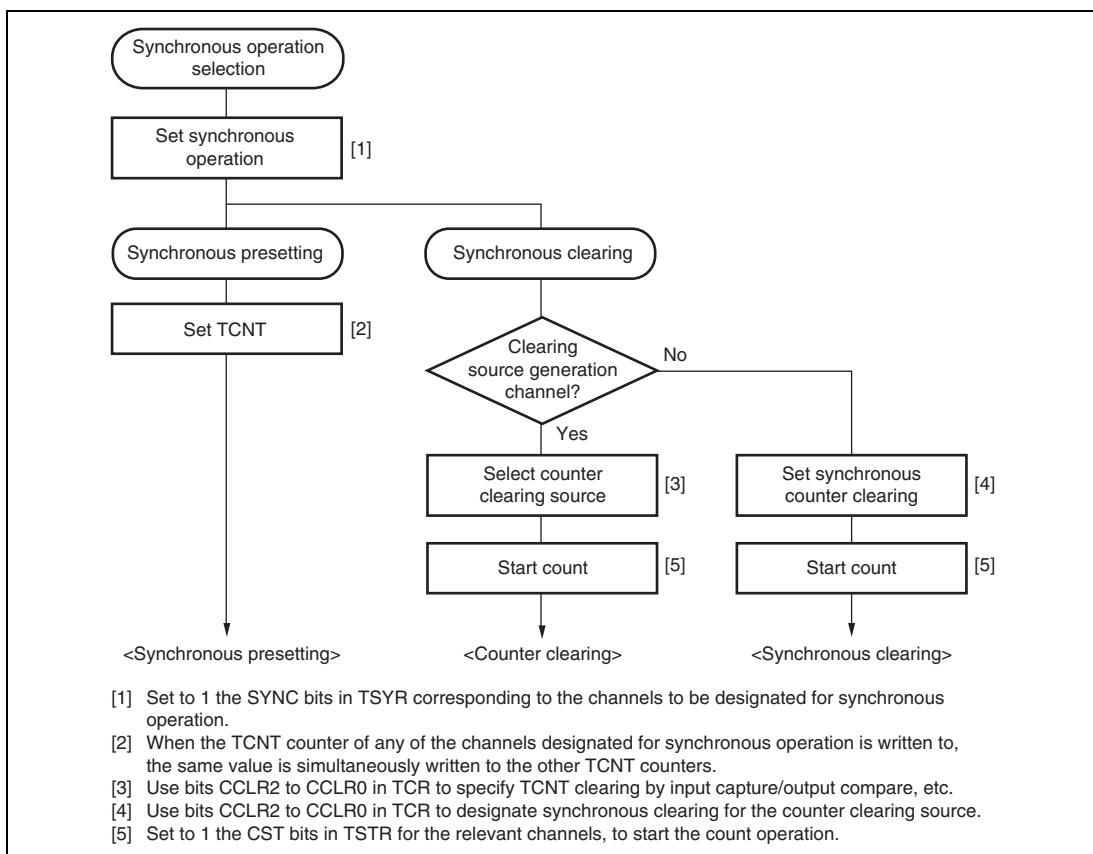 Synchronous operation
selection
Set synchronous
operation
[1]
Synchronous presetting
Synchronous clearing
Set TCNT
[2]
Clearing
source generation
channel?
No
Yes
Select counter
clearing source
[3]
Set synchronous
counter clearing
[4]
Start count
[5]
Start count
[5]
<Synchronous presetting>
<Counter clearing>
<Synchronous clearing>
[1] Set to 1 the SYNC bits in TSYR corresponding to the channels to be designated for synchronous
operation.
[2] When the TCNT counter of any of the channels designated for synchronous operation is written to,
the same value is simultaneously written to the other TCNT counters.
[3] Use bits CCLR2 to CCLR0 in TCR to specify TCNT clearing by input capture/output compare, etc.
[4] Use bits CCLR2 to CCLR0 in TCR to designate synchronous clearing for the counter clearing source.
[5] Set to 1 the CST bits in TSTR for the relevant channels, to start the count operation.